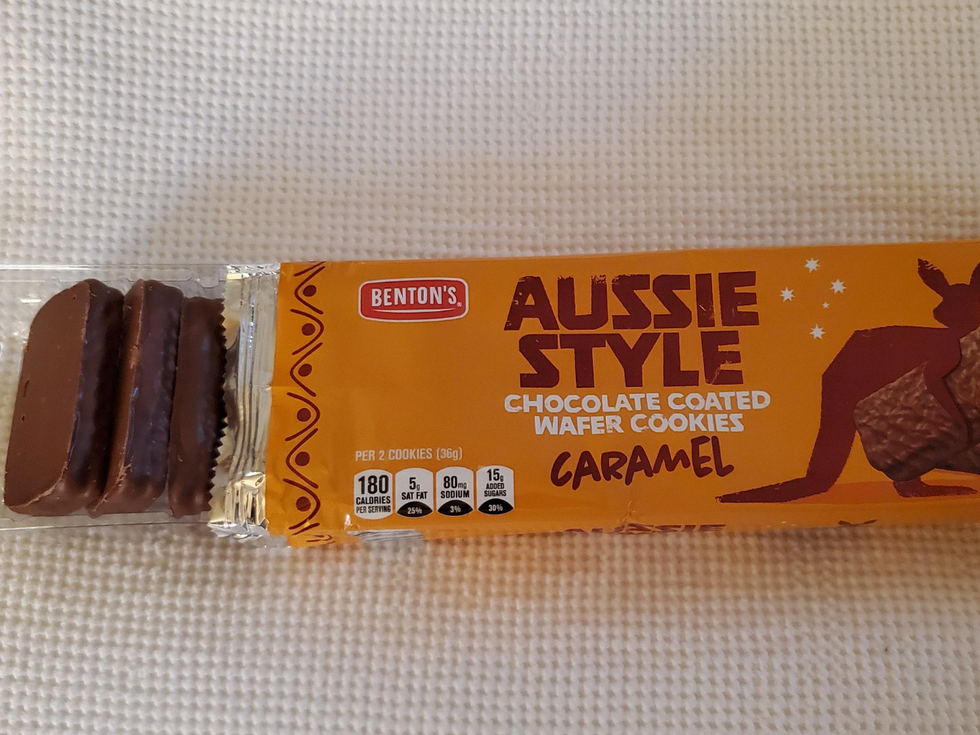 BENTON'S®
AUSSIE
STYLE
CHOCOLATE COATED
WAFER COOKIES
CARAMEL
PER 2 COOKIES (36g)
180
CALORIES
PER SERVING
5g
SAT FAT
25%
80mg
SODIUM
3%
15g
ADDED
SUGARS
30%
AUSSIE